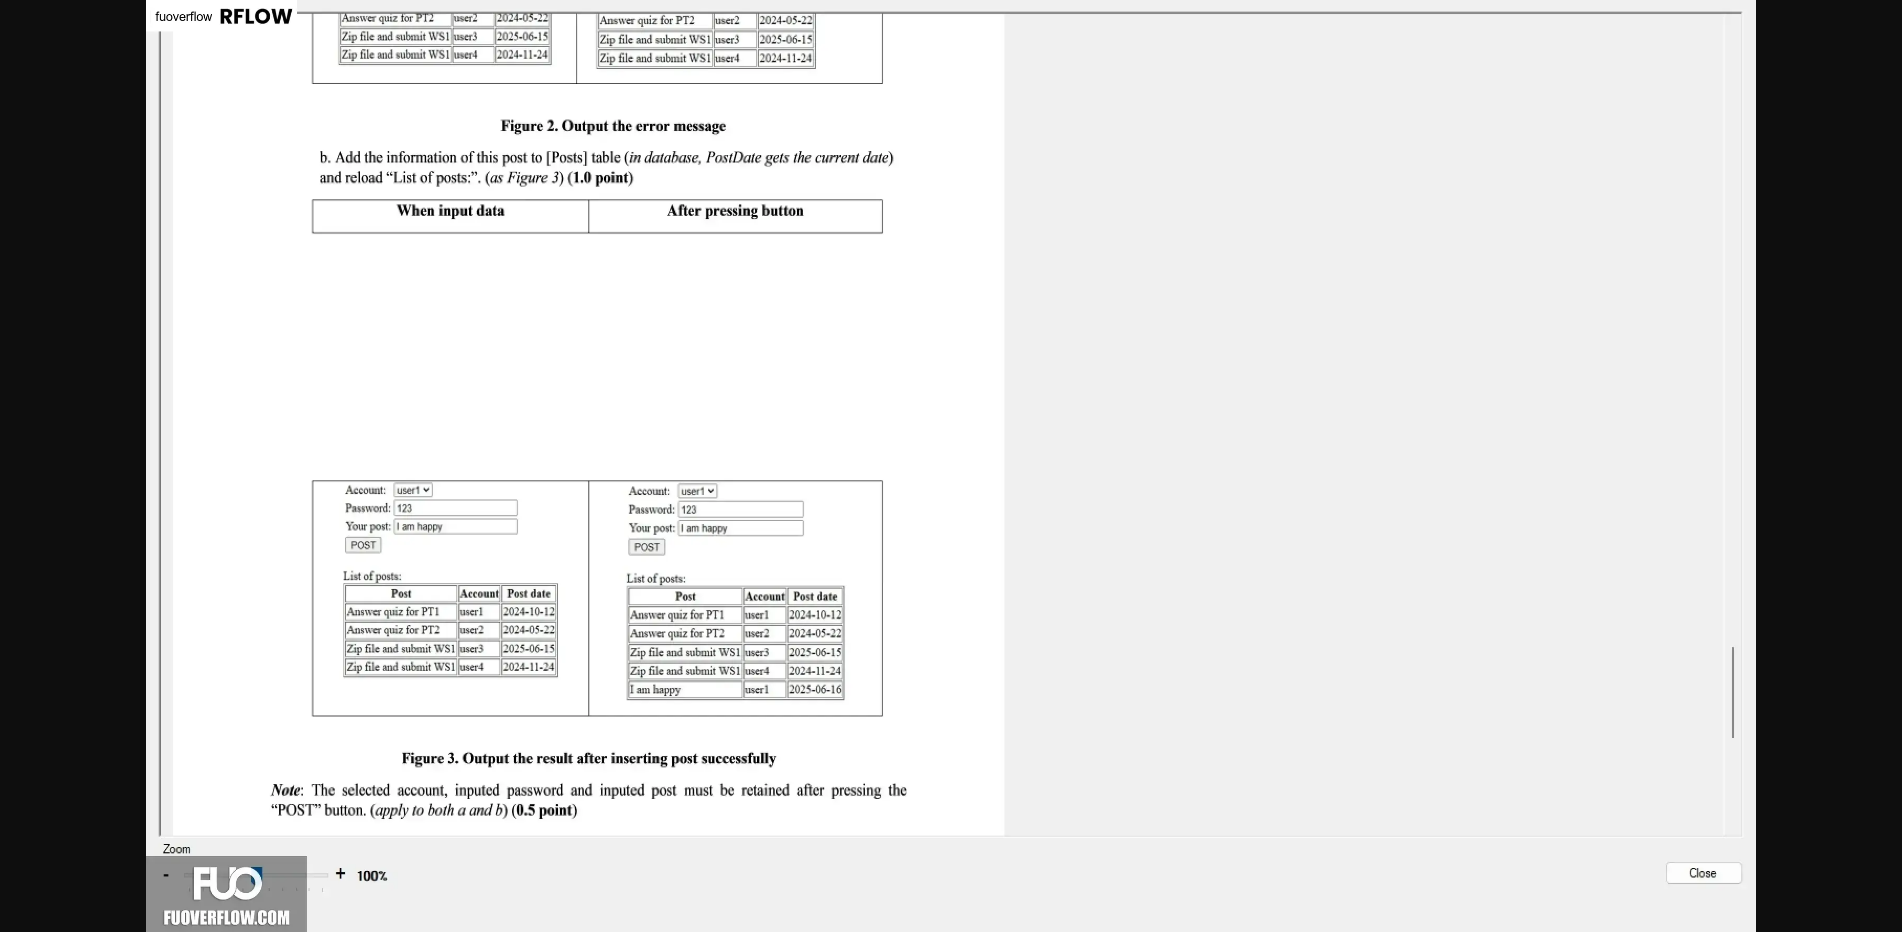 fuoverflow RFLOW
Answer quiz for PT2 user2 2024-05-22
Zip file and submit WS1 user3 2025-06-15
Zip file and submit WS1 user4 2024-11-24
Answer quiz for PT2 user2 2024-05-22
Zip file and submit WS1 user3 2025-06-15
Zip file and submit WS1 user4 2024-11-24
Figure 2. Output the error message
b. Add the information of this post to [Posts] table (in database, PostDate gets the current date)
and reload “List of posts:”. (as Figure 3) (1.0 point)
When input data
After pressing button
Account: user1
Password: 123
Your post: I am happy
POST
List of posts:
Post Account Post date
Answer quiz for PT1 user1 2024-10-12
Answer quiz for PT2 user2 2024-05-22
Zip file and submit WS1 user3 2025-06-15
Zip file and submit WS1 user4 2024-11-24
Account: user1
Password: 123
Your post: I am happy
POST
List of posts:
Post Account Post date
Answer quiz for PT1 user1 2024-10-12
Answer quiz for PT2 user2 2024-05-22
Zip file and submit WS1 user3 2025-06-15
Zip file and submit WS1 user4 2024-11-24
I am happy user1 2025-06-16
Figure 3. Output the result after inserting post successfully
Note: The selected account, inputed password and inputed post must be retained after pressing the
“POST” button. (apply to both a and b) (0.5 point)
Zoom
- + 100%
Close
FUO
FUOVERFLOW.COM